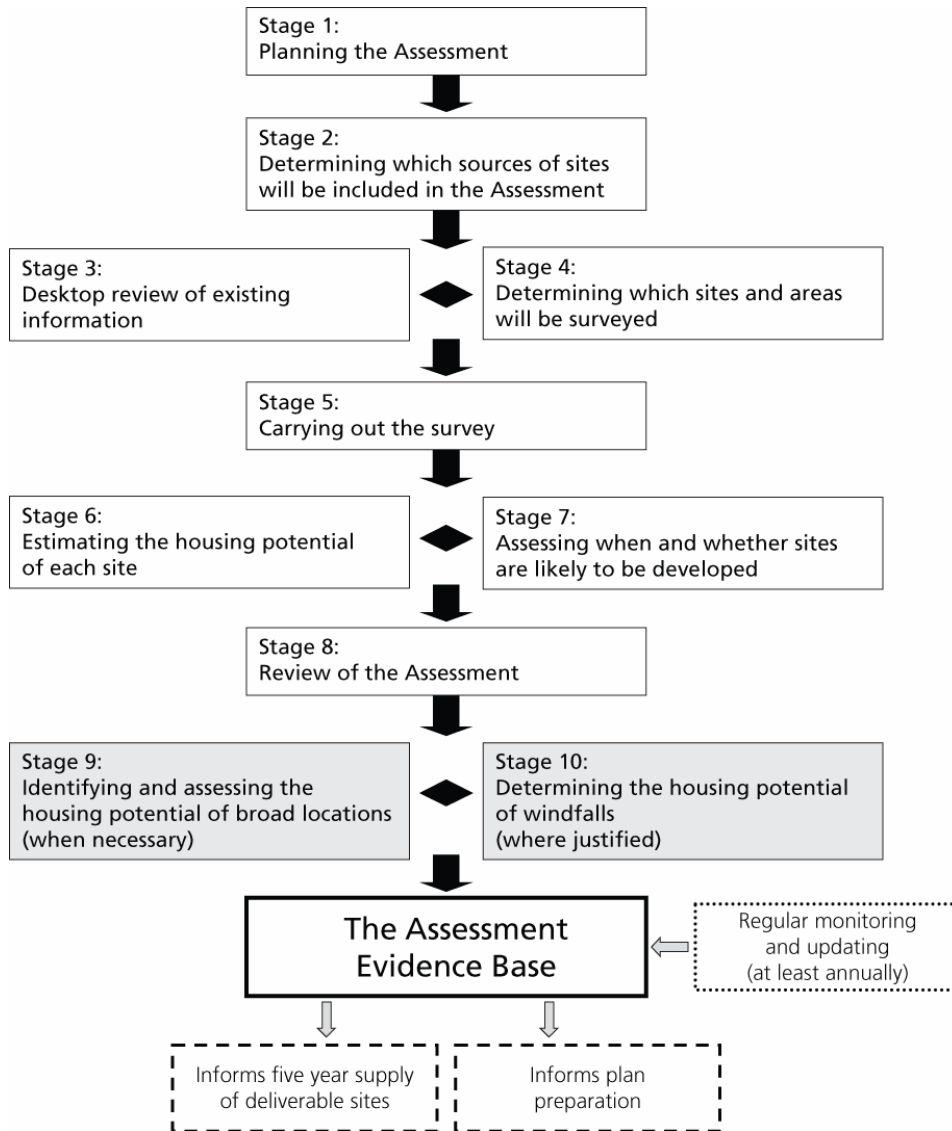 Stage 1:
Planning the Assessment
Stage 2:
Determining which sources of sites
will be included in the Assessment
Stage 3:
Desktop review of existing
information
Stage 4:
Determining which sites and areas
will be surveyed
Stage 5:
Carrying out the survey
Stage 6:
Estimating the housing potential
of each site
Stage 7:
Assessing when and whether sites
are likely to be developed
Stage 8:
Review of the Assessment
Stage 9:
Identifying and assessing the
housing potential of broad locations
(when necessary)
Stage 10:
Determining the housing potential
of windfalls
(where justified)
The Assessment
Evidence Base
Regular monitoring
and updating
(at least annually)
Informs five year supply
of deliverable sites
Informs plan
preparation